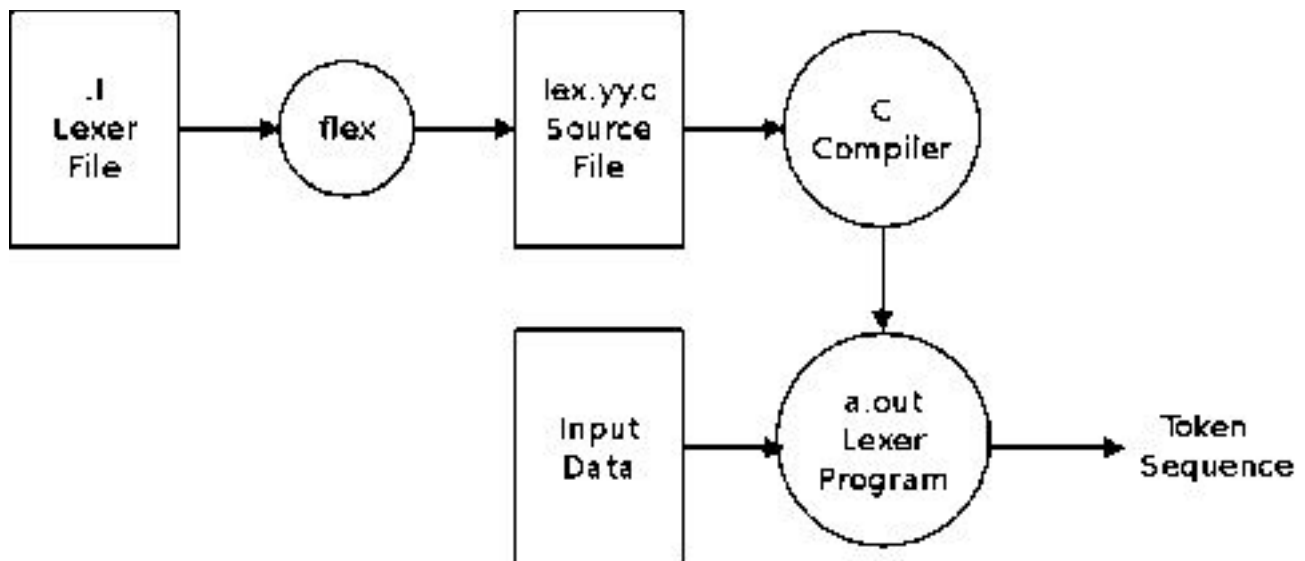 .l
Lexer
File
flex
lex.yy.c
Source
File
C
Compiler
Input
Data
a.out
Lexer
Program
Token
Sequence